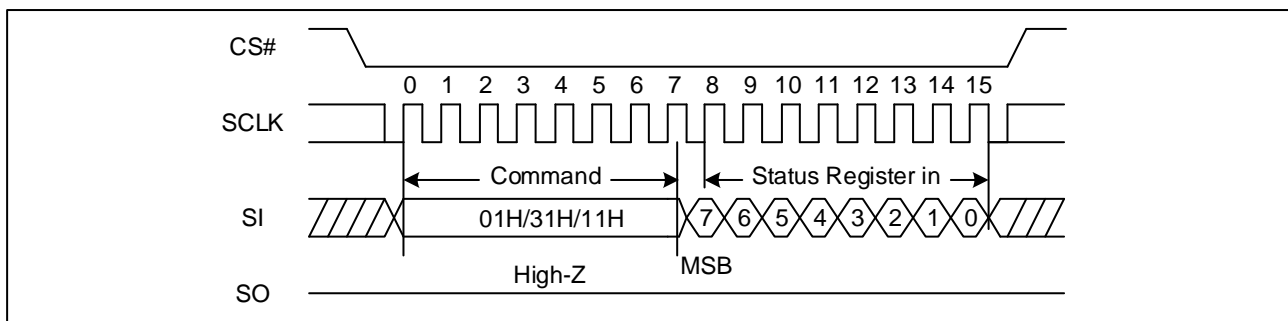 CS#
0 1 2 3 4 5 6 7 8 9 10 11 12 13 14 15
SCLK
Command Status Register in
SI 01H/31H/11H 7 6 5 4 3 2 1 0
High-Z MSB
SO